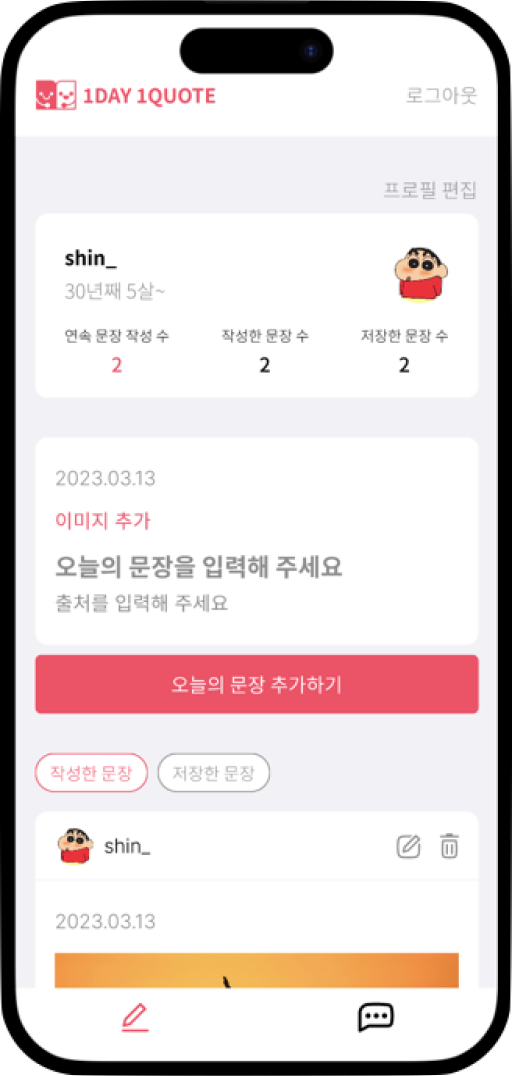 1DAY 1QUOTE
로그아웃
프로필 편집
shin_
30년째 5살~
연속 문장 작성 수 작성한 문장 수 저장한 문장 수
2 2 2
2023.03.13
이미지 추가
오늘의 문장을 입력해 주세요
출처를 입력해 주세요
오늘의 문장 추가하기
작성한 문장 저장한 문장
shin_
2023.03.13